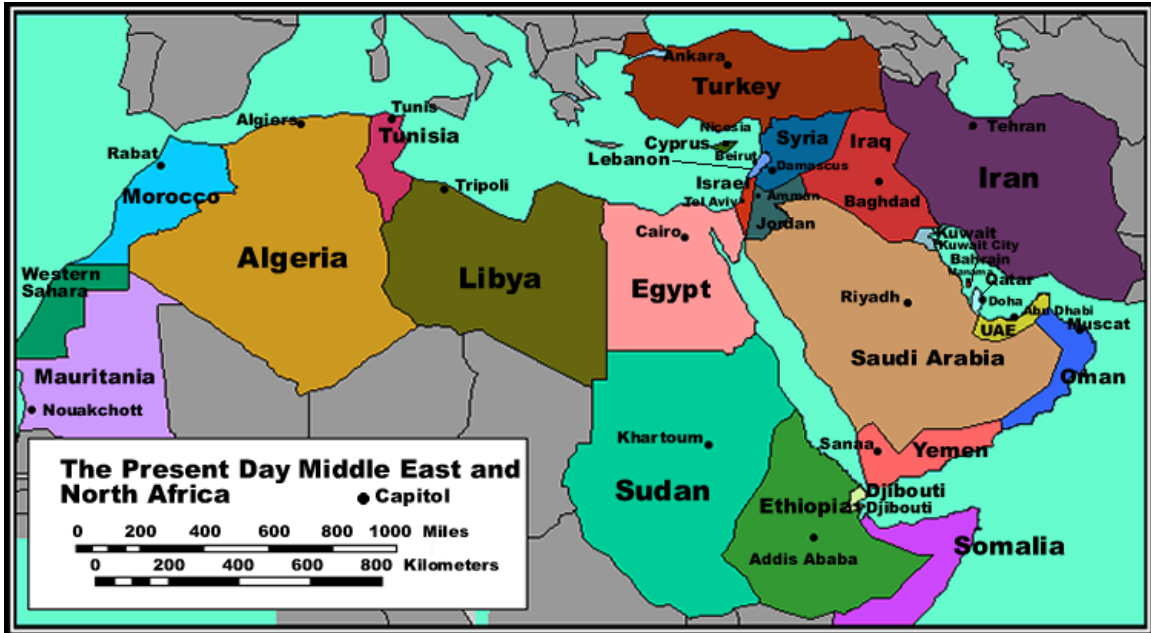 Ankara
Turkey
Tunis
Algiers
Tunisia
Nicosia
Cyprus
Syria
Iraq
Tehran
Rabat
Beirut
Lebanon
Damascus
Iran
Morocco
Israel
Tripoli
Tel Aviv
Amman
Baghdad
Jordan
Cairo
Kuwait
Kuwait City
Algeria
Bahrain
Manama
Western
Sahara
Libya
Egypt
Qatar
Riyadh
Doha
Abu Dhabi
UAE
Muscat
Saudi Arabia
Mauritania
Oman
Nouakchott
Khartoum
Sanaa
Yemen
Sudan
Djibouti
Ethiopia
Djibouti
Somalia
Addis Ababa
The Present Day Middle East and
North Africa
Capitol
0 200 400 600 800 1000 Miles
0 200 400 600 800 Kilometers